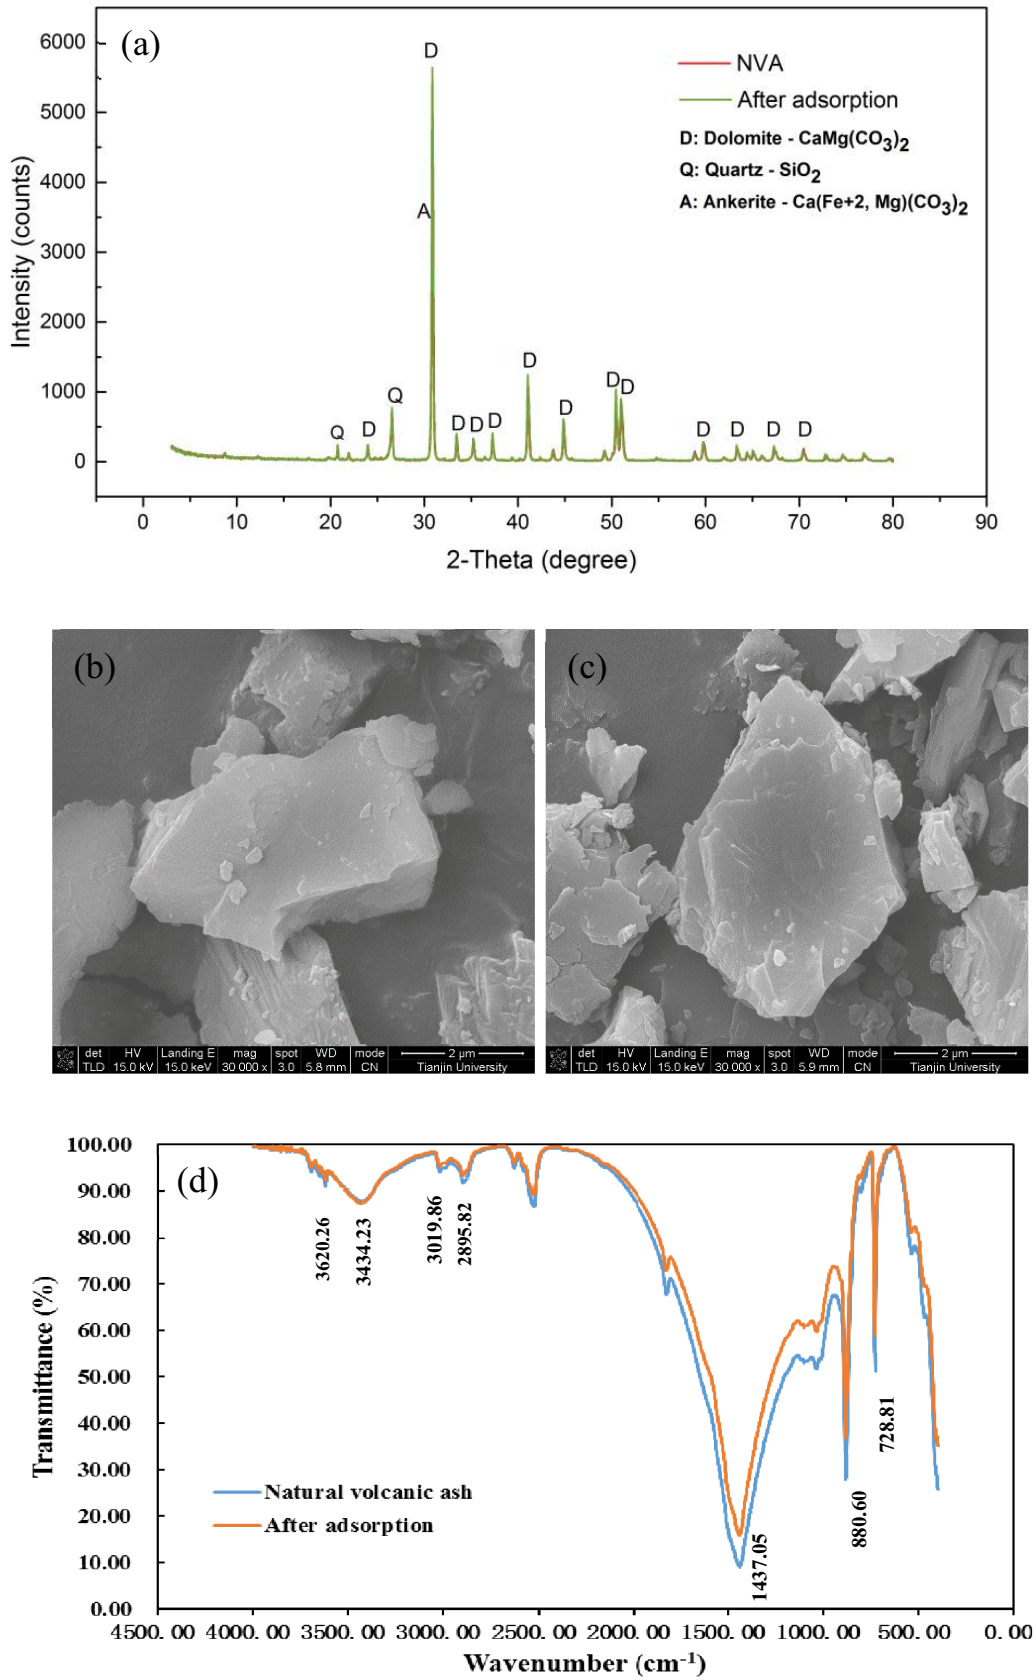 (a)
6000
5000
4000
3000
2000
1000
0
Intensity (counts)
D
A
Q
D
Q
D
D
D
D
D
D
D
D
D
D
D
NVA
After adsorption
D: Dolomite - CaMg(CO3)2
Q: Quartz - SiO2
A: Ankerite - Ca(Fe+2, Mg)(CO3)2
0 10 20 30 40 50 60 70 80 90
2-Theta (degree)
(b)
det HV Landing E mag spot WD mode 2 µm
TLD 15.0 kV 15.0 keV 30 000 x 3.0 5.8 mm CN Tianjin University
(c)
det HV Landing E mag spot WD mode 2 µm
TLD 15.0 kV 15.0 keV 30 000 x 3.0 5.9 mm CN Tianjin University
(d)
100.00
90.00
80.00
70.00
60.00
50.00
40.00
30.00
20.00
10.00
0.00
Transmittance (%)
3620.26
3434.23
3019.86
2895.82
1437.05
880.60
728.81
Natural volcanic ash
After adsorption
4500.00 4000.00 3500.00 3000.00 2500.00 2000.00 1500.00 1000.00 500.00 0.00
Wavenumber (cm-1)